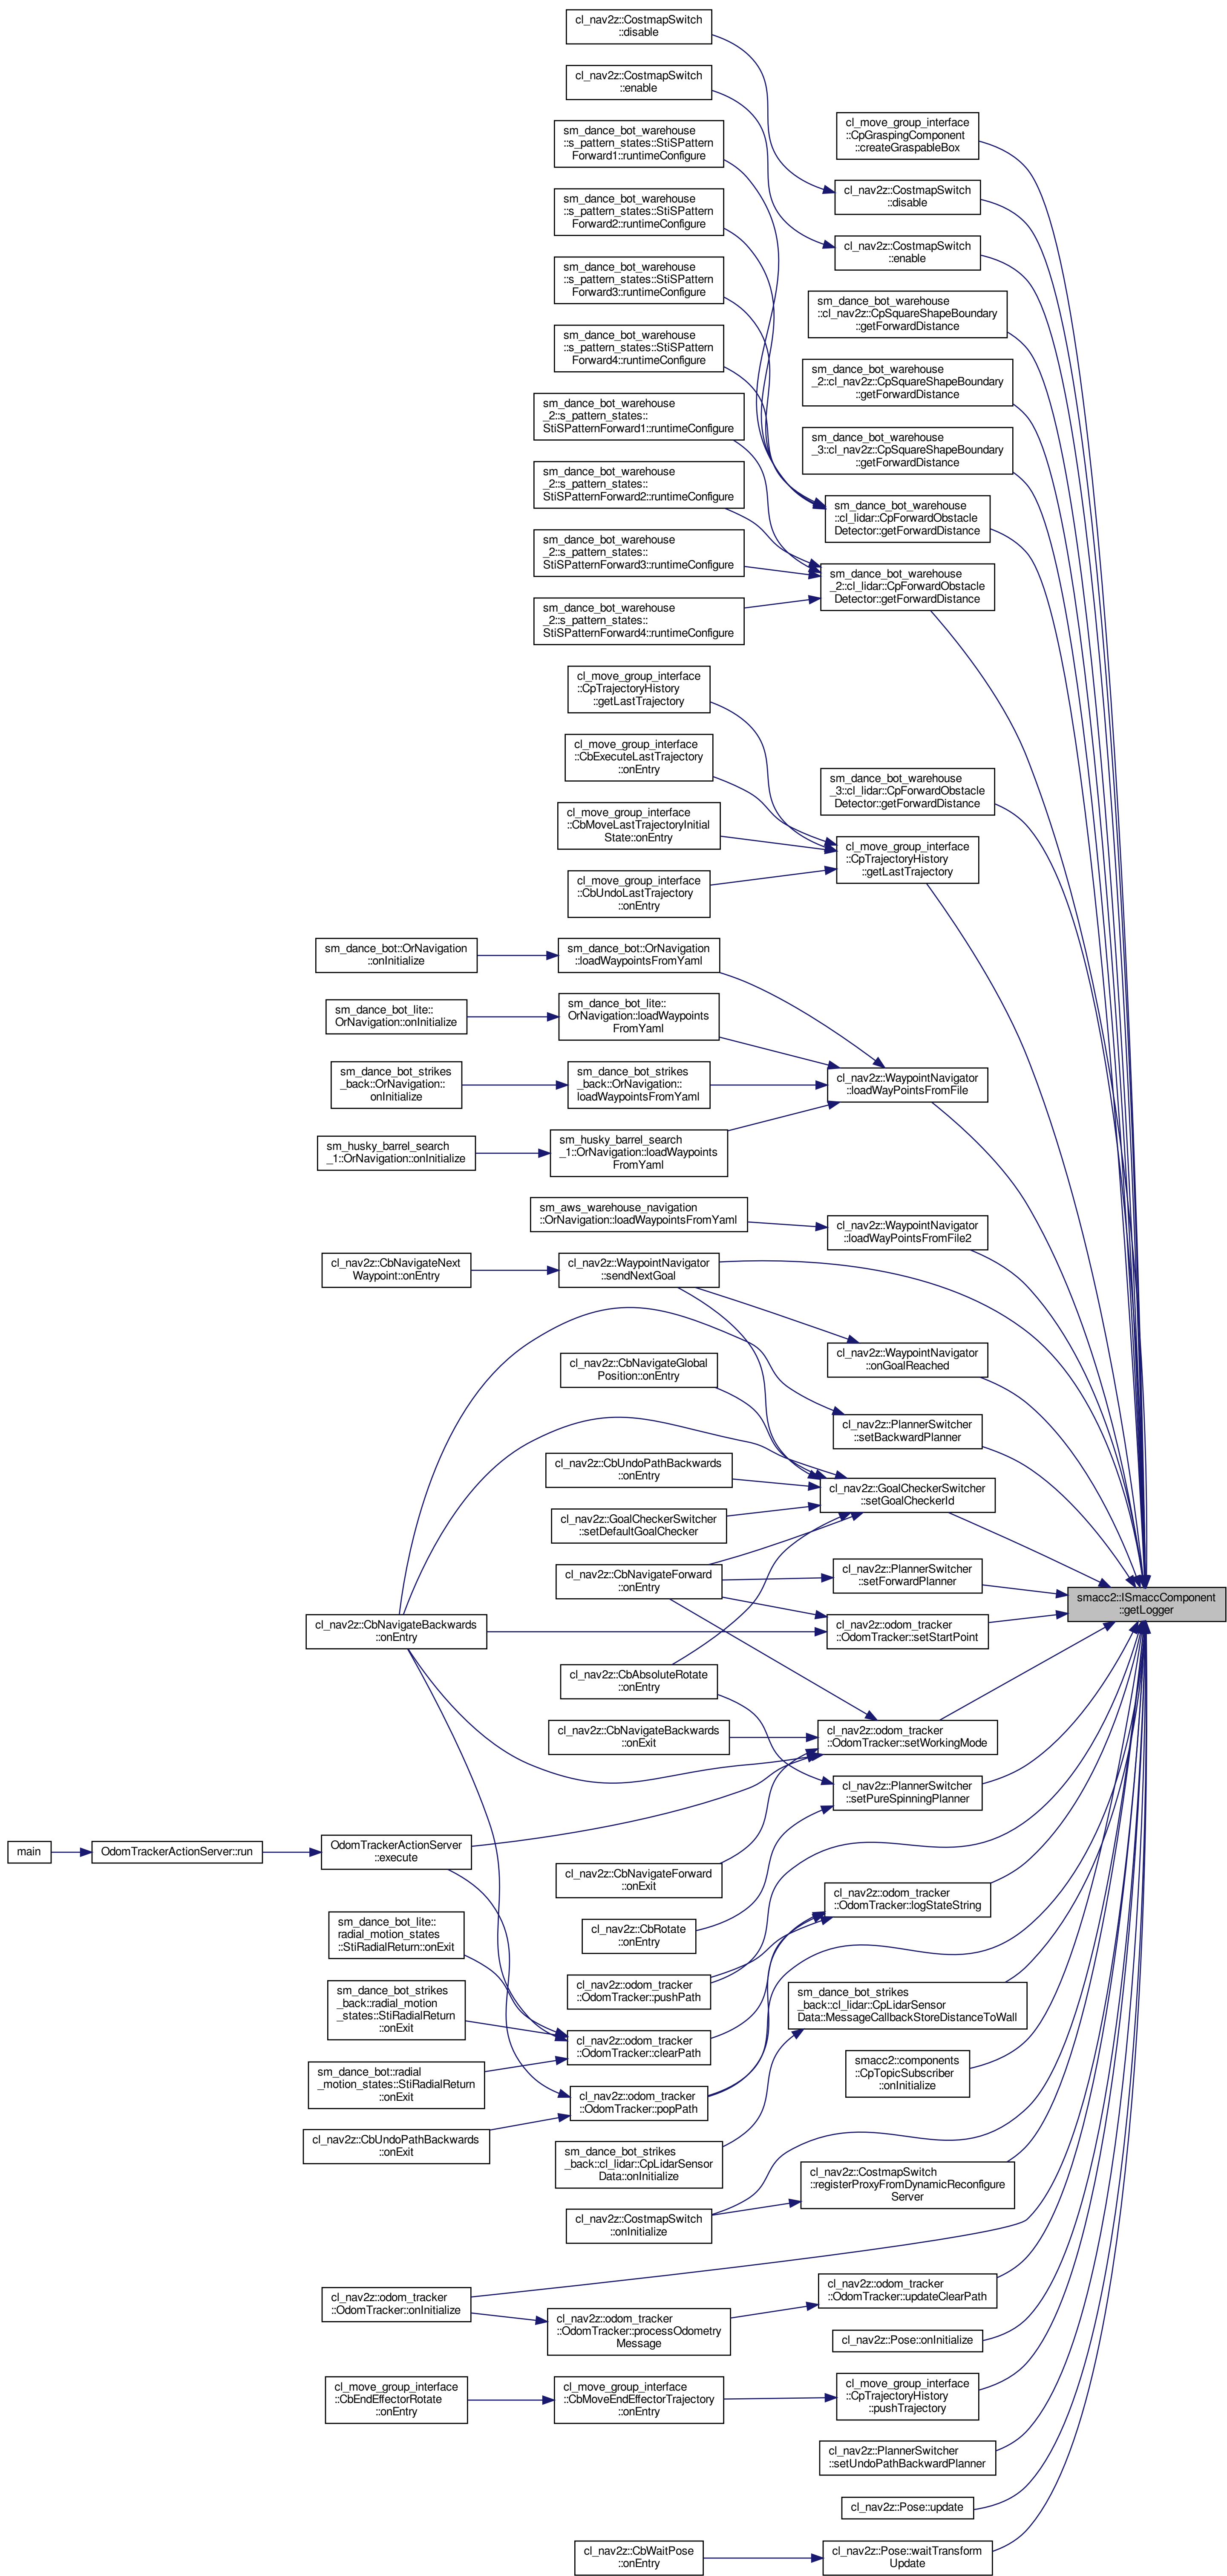 cl_nav2z::CostmapSwitch
::disable
cl_nav2z::CostmapSwitch
::enable
cl_move_group_interface
::CpGraspingComponent
::createGraspableBox
sm_dance_bot_warehouse
::s_pattern_states::StiSPattern
Forward1::runtimeConfigure
cl_nav2z::CostmapSwitch
::disable
sm_dance_bot_warehouse
::s_pattern_states::StiSPattern
Forward2::runtimeConfigure
cl_nav2z::CostmapSwitch
::enable
sm_dance_bot_warehouse
::s_pattern_states::StiSPattern
Forward3::runtimeConfigure
sm_dance_bot_warehouse
::cl_nav2z::CpSquareShapeBoundary
::getForwardDistance
sm_dance_bot_warehouse
::s_pattern_states::StiSPattern
Forward4::runtimeConfigure
sm_dance_bot_warehouse
_2::cl_nav2z::CpSquareShapeBoundary
::getForwardDistance
sm_dance_bot_warehouse
_2::s_pattern_states::
StiSPatternForward1::runtimeConfigure
sm_dance_bot_warehouse
_3::cl_nav2z::CpSquareShapeBoundary
::getForwardDistance
sm_dance_bot_warehouse
_2::s_pattern_states::
StiSPatternForward2::runtimeConfigure
sm_dance_bot_warehouse
::cl_lidar::CpForwardObstacle
Detector::getForwardDistance
sm_dance_bot_warehouse
_2::s_pattern_states::
StiSPatternForward3::runtimeConfigure
sm_dance_bot_warehouse
_2::cl_lidar::CpForwardObstacle
Detector::getForwardDistance
sm_dance_bot_warehouse
_2::s_pattern_states::
StiSPatternForward4::runtimeConfigure
cl_move_group_interface
::CpTrajectoryHistory
::getLastTrajectory
cl_move_group_interface
::CbExecuteLastTrajectory
::onEntry
sm_dance_bot_warehouse
_3::cl_lidar::CpForwardObstacle
Detector::getForwardDistance
cl_move_group_interface
::CbMoveLastTrajectoryInitial
State::onEntry
cl_move_group_interface
::CpTrajectoryHistory
::getLastTrajectory
cl_move_group_interface
::CbUndoLastTrajectory
::onEntry
sm_dance_bot::OrNavigation
::onInitialize
sm_dance_bot::OrNavigation
::loadWaypointsFromYaml
sm_dance_bot_lite::
OrNavigation::onInitialize
sm_dance_bot_lite::
OrNavigation::loadWaypoints
FromYaml
sm_dance_bot_strikes
_back::OrNavigation::
onInitialize
sm_dance_bot_strikes
_back::OrNavigation::
loadWaypointsFromYaml
cl_nav2z::WaypointNavigator
::loadWayPointsFromFile
sm_husky_barrel_search
_1::OrNavigation::onInitialize
sm_husky_barrel_search
_1::OrNavigation::loadWaypoints
FromYaml
sm_aws_warehouse_navigation
::OrNavigation::loadWaypointsFromYaml
cl_nav2z::WaypointNavigator
::loadWayPointsFromFile2
cl_nav2z::CbNavigateNext
Waypoint::onEntry
cl_nav2z::WaypointNavigator
::sendNextGoal
cl_nav2z::WaypointNavigator
::onGoalReached
cl_nav2z::CbNavigateGlobal
Position::onEntry
cl_nav2z::PlannerSwitcher
::setBackwardPlanner
cl_nav2z::CbUndoPathBackwards
::onEntry
cl_nav2z::GoalCheckerSwitcher
::setGoalCheckerId
cl_nav2z::GoalCheckerSwitcher
::setDefaultGoalChecker
cl_nav2z::CbNavigateForward
::onEntry
cl_nav2z::PlannerSwitcher
::setForwardPlanner
smacc2::ISmaccComponent
::getLogger
cl_nav2z::CbNavigateBackwards
::onEntry
cl_nav2z::odom_tracker
::OdomTracker::setStartPoint
cl_nav2z::CbAbsoluteRotate
::onEntry
cl_nav2z::CbNavigateBackwards
::onExit
cl_nav2z::odom_tracker
::OdomTracker::setWorkingMode
cl_nav2z::PlannerSwitcher
::setPureSpinningPlanner
main
OdomTrackerActionServer::run
OdomTrackerActionServer
::execute
cl_nav2z::CbNavigateForward
::onExit
cl_nav2z::odom_tracker
::OdomTracker::logStateString
sm_dance_bot_lite::
radial_motion_states
::StiRadialReturn::onExit
cl_nav2z::CbRotate
::onEntry
sm_dance_bot_strikes
_back::radial_motion
_states::StiRadialReturn
::onExit
cl_nav2z::odom_tracker
::OdomTracker::pushPath
sm_dance_bot_strikes
_back::cl_lidar::CpLidarSensor
Data::MessageCallbackStoreDistanceToWall
cl_nav2z::odom_tracker
::OdomTracker::clearPath
smacc2::components
::CpTopicSubscriber
::onInitialize
sm_dance_bot::radial
_motion_states::StiRadialReturn
::onExit
cl_nav2z::odom_tracker
::OdomTracker::popPath
cl_nav2z::CbUndoPathBackwards
::onExit
sm_dance_bot_strikes
_back::cl_lidar::CpLidarSensor
Data::onInitialize
cl_nav2z::CostmapSwitch
::registerProxyFromDynamicReconfigure
Server
cl_nav2z::CostmapSwitch
::onInitialize
cl_nav2z::odom_tracker
::OdomTracker::onInitialize
cl_nav2z::odom_tracker
::OdomTracker::updateClearPath
cl_nav2z::odom_tracker
::OdomTracker::processOdometry
Message
cl_nav2z::Pose::onInitialize
cl_move_group_interface
::CbEndEffectorRotate
::onEntry
cl_move_group_interface
::CbMoveEndEffectorTrajectory
::onEntry
cl_move_group_interface
::CpTrajectoryHistory
::pushTrajectory
cl_nav2z::PlannerSwitcher
::setUndoPathBackwardPlanner
cl_nav2z::Pose::update
cl_nav2z::CbWaitPose
::onEntry
cl_nav2z::Pose::waitTransform
Update